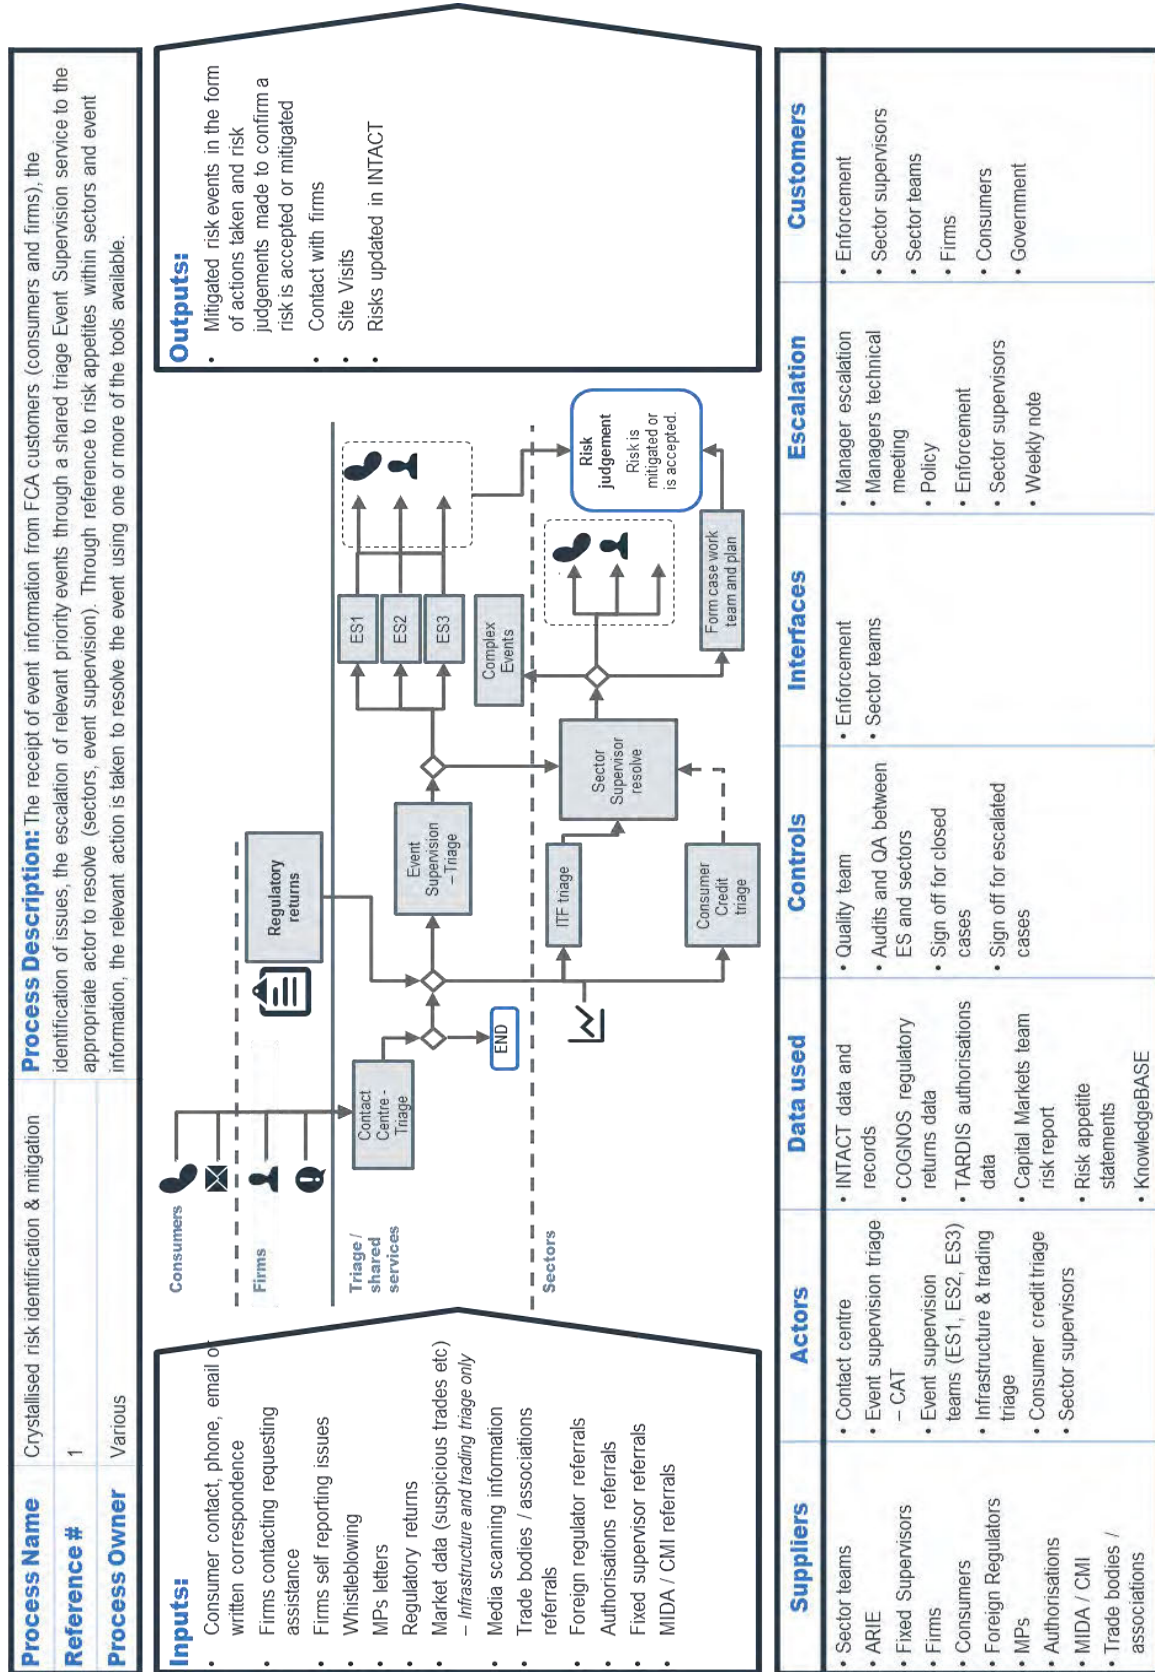 Process Name
Crystallised risk identification & mitigation
Reference #
1
Process Owner
Various
Process Description: The receipt of event information from FCA customers (consumers and firms), the
identification of issues, the escalation of relevant priority events through a shared triage Event Supervision service to the
appropriate actor to resolve (sectors, event supervision). Through reference to risk appetites within sectors and event
information, the relevant action is taken to resolve the event using one or more of the tools available.
Inputs:
• Consumer contact, phone, email or
written correspondence
• Firms contacting requesting
assistance
• Firms self reporting issues
• Whistleblowing
• MPs letters
• Regulatory returns
• Market data (suspicious trades etc)
– Infrastructure and trading triage only
• Media scanning information
• Trade bodies / associations
referrals
• Foreign regulator referrals
• Authorisations referrals
• Fixed supervisor referrals
• MIDA / CMI referrals
Consumers
Firms
Triage /
shared
services
Sectors
Contact
Centre -
Triage
END
Regulatory
returns
Event
Supervision
– Triage
ITF triage
Consumer
Credit
triage
ES1
ES2
ES3
Complex
Events
Sector
Supervisor
resolve
Form case work
team and plan
Risk
judgement
Risk is
mitigated or
is accepted.
Outputs:
• Mitigated risk events in the form
of actions taken and risk
judgements made to confirm a
risk is accepted or mitigated
• Contact with firms
• Site Visits
• Risks updated in INTACT
Suppliers
• Sector teams
• ARIE
• Fixed Supervisors
• Firms
• Consumers
• Foreign Regulators
• MPs
• Authorisations
• MIDA / CMI
• Trade bodies /
associations
Actors
• Contact centre
• Event supervision triage
– CAT
• Event supervision
teams (ES1, ES2, ES3)
• Infrastructure & trading
triage
• Consumer credit triage
• Sector supervisors
Data used
• INTACT data and
records
• COGNOS regulatory
returns data
• TARDIS authorisations
data
• Capital Markets team
risk report
• Risk appetite
statements
• KnowledgeBASE
Controls
• Quality team
• Audits and QA between
ES and sectors
• Sign off for closed
cases
• Sign off for escalated
cases
Interfaces
• Enforcement
• Sector teams
Escalation
• Manager escalation
• Managers technical
meeting
• Policy
• Enforcement
• Sector supervisors
• Weekly note
Customers
• Enforcement
• Sector supervisors
• Sector teams
• Firms
• Consumers
• Government